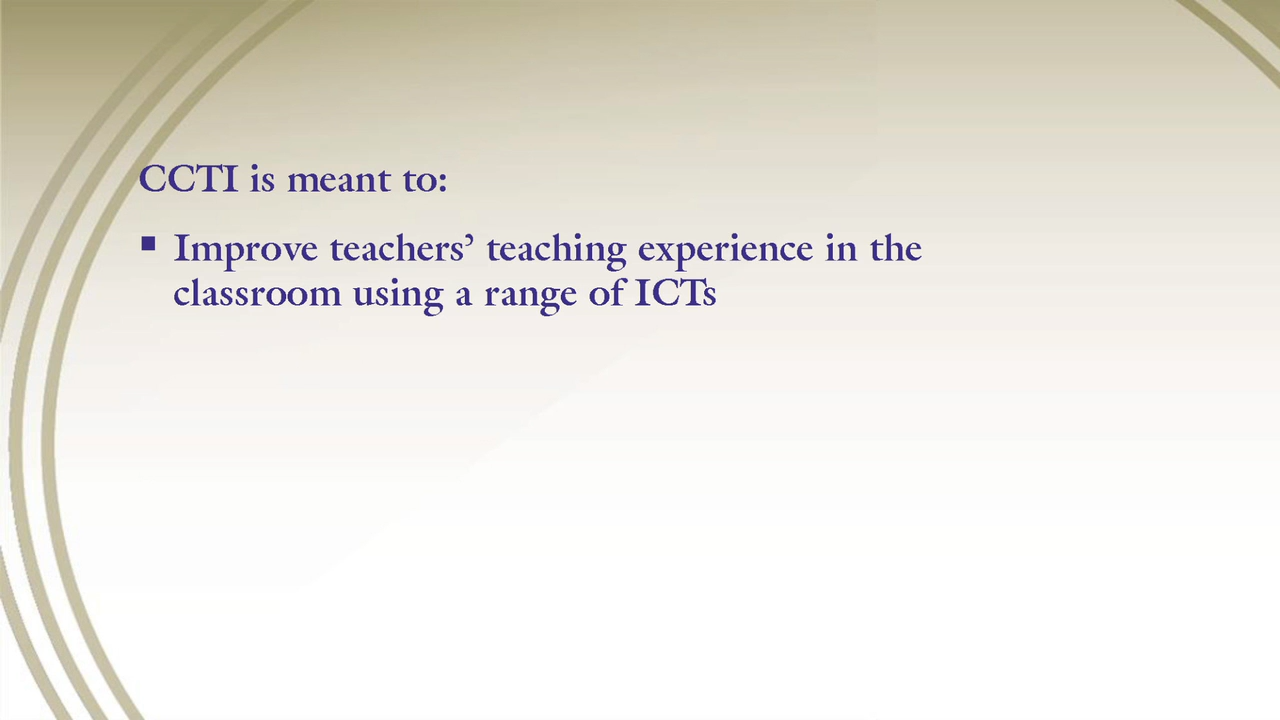 CCTI is meant to:
▪ Improve teachers’ teaching experience in the
classroom using a range of ICTs